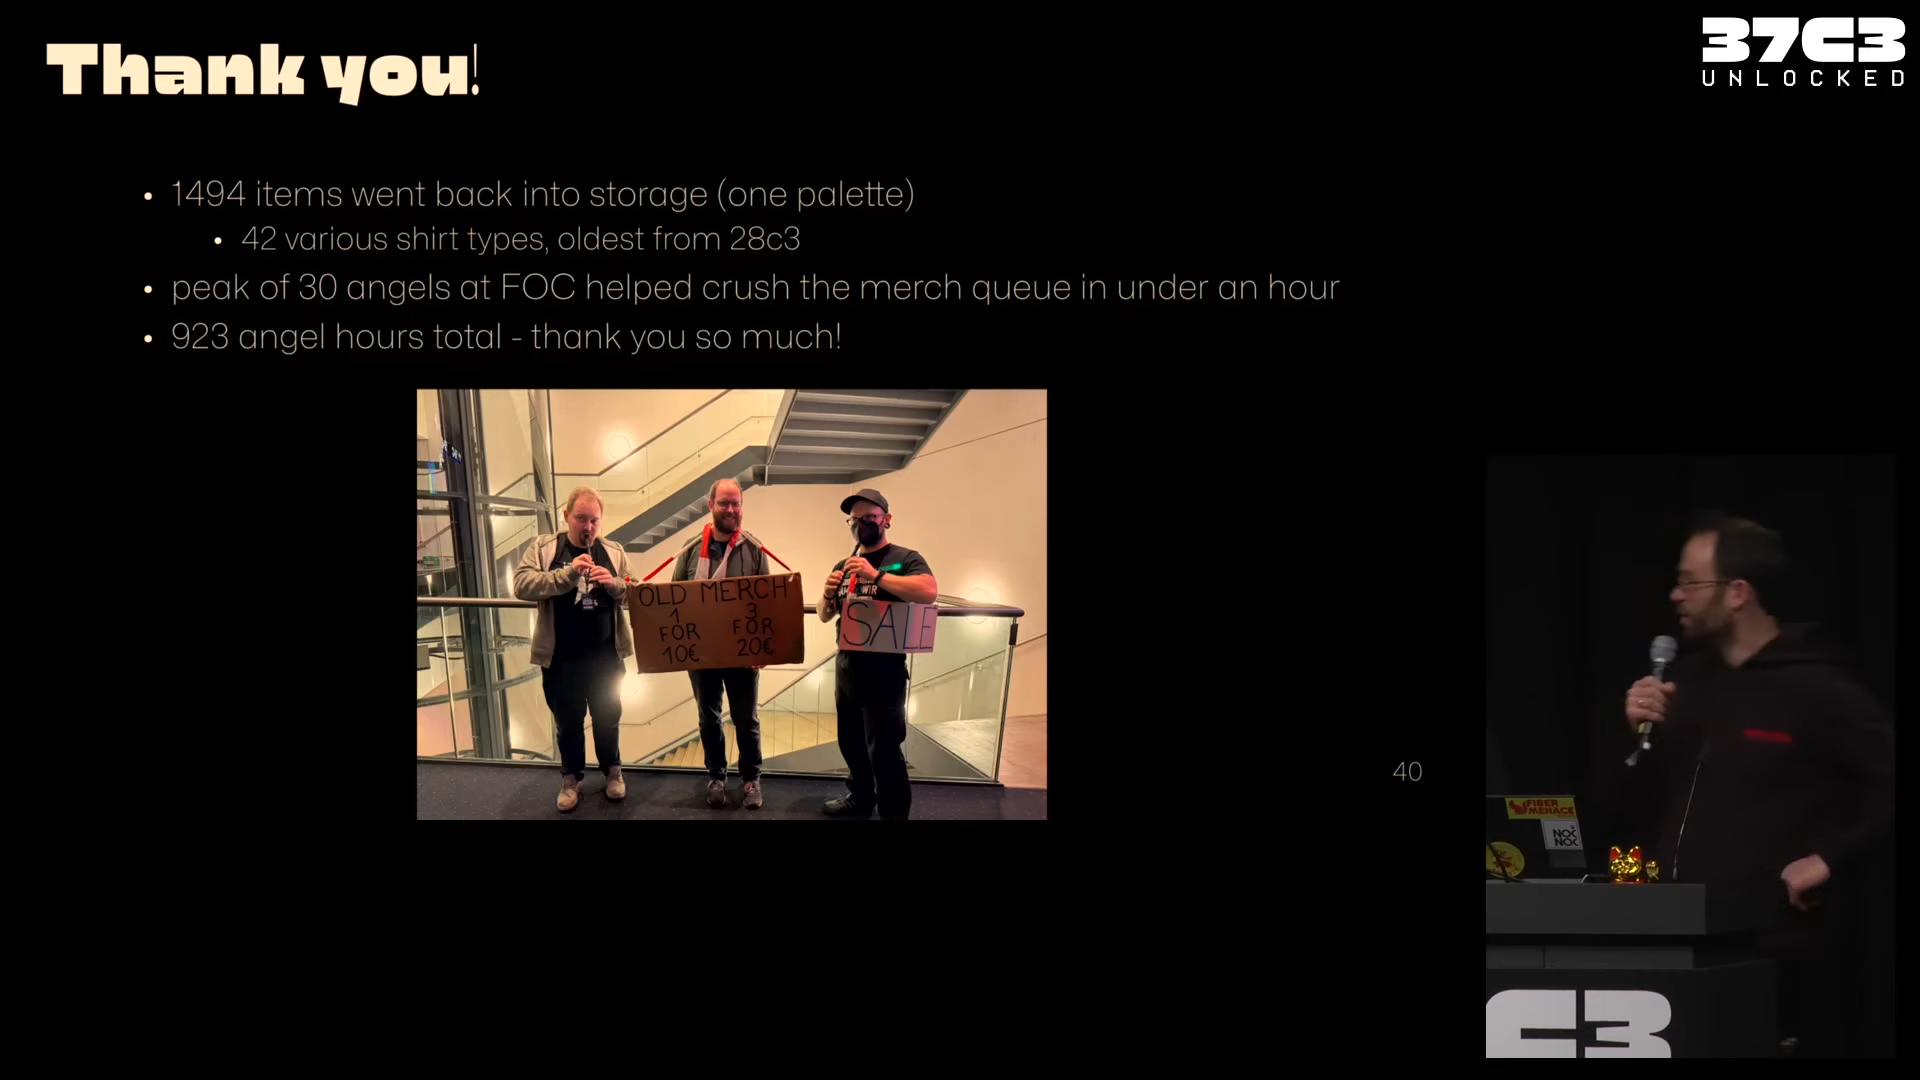 Thank you!
37C3
UNLOCKED
1494 items went back into storage (one palette)
42 various shirt types, oldest from 28c3
peak of 30 angels at FOC helped crush the merch queue in under an hour
923 angel hours total - thank you so much!
OLD MERCH
1 3
FOR FOR
10€ 20€
SALE
40
FIBER
MENACE
NOC
NOC
C3